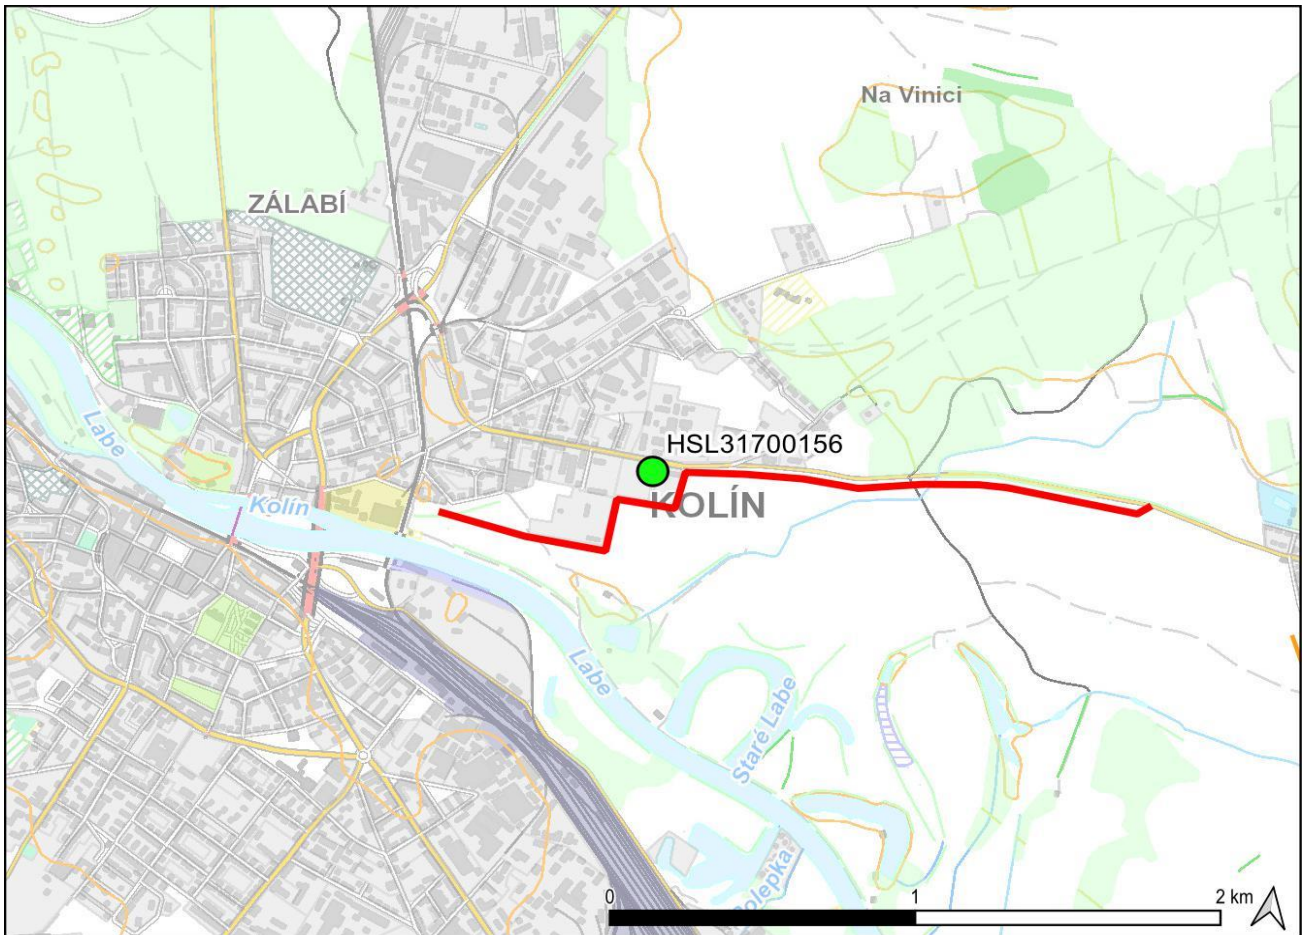 Na Vinici
ZÁLABÍ
HSL31700156
KOLÍN
Labe
Kolín
Labe
Staré Labe
Polepka
0 1 2 km